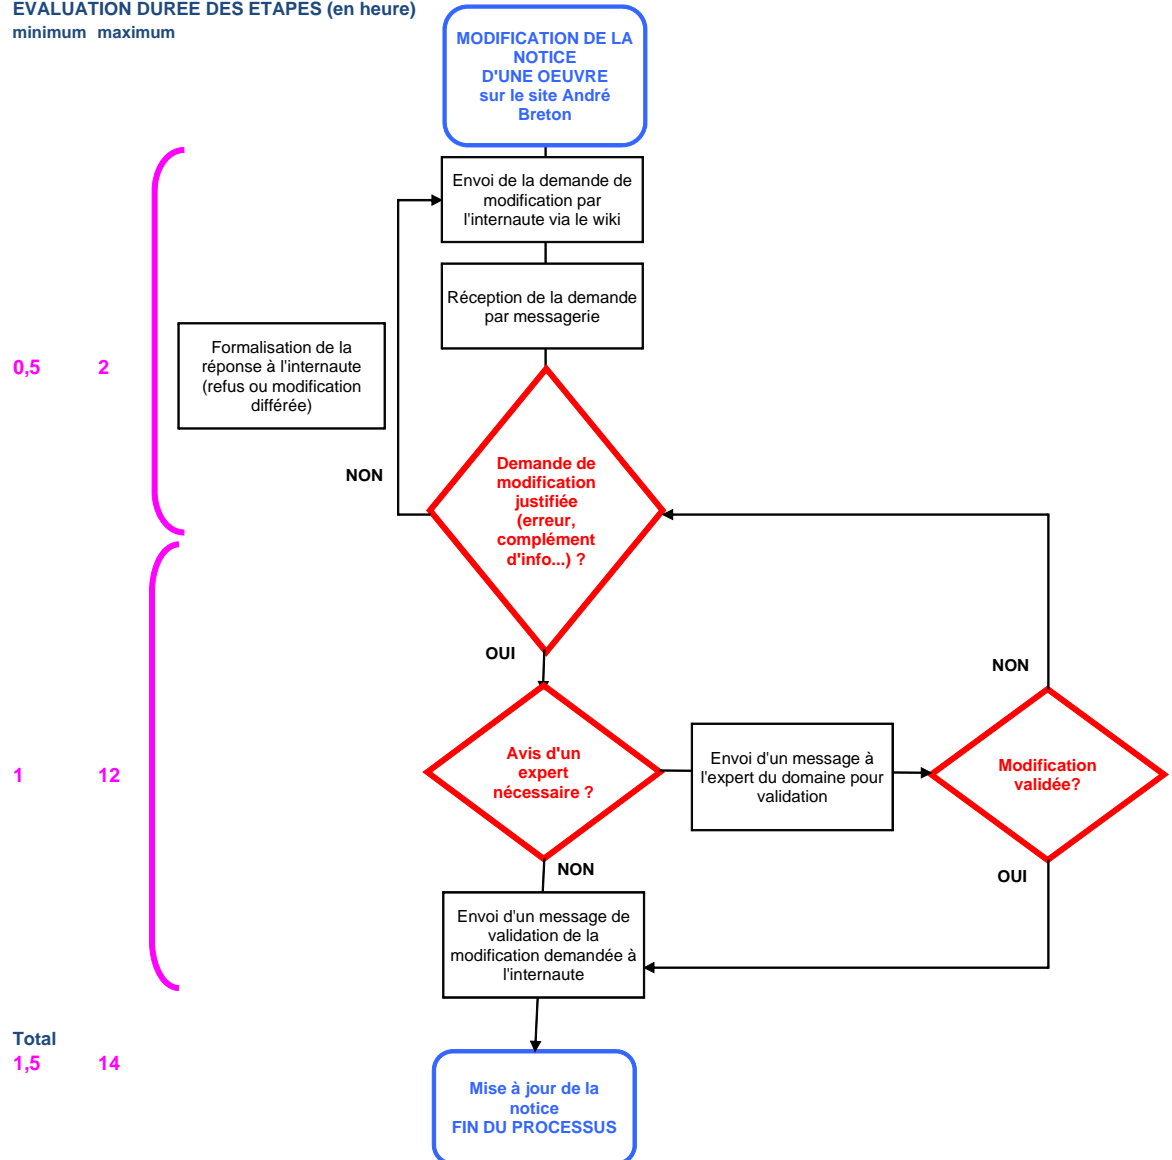 EVALUATION DUREE DES ETAPES (en heure)
minimum maximum
MODIFICATION DE LA
NOTICE
D'UNE OEUVRE
sur le site André
Breton
Envoi de la demande de
modification par
l'internaute via le wiki
Réception de la demande
par messagerie
Formalisation de la
réponse à l'internaute
(refus ou modification
différée)
0,5 2
NON
Demande de
modification
justifiée
(erreur,
complément
d'info...) ?
OUI
NON
Avis d'un
expert
nécessaire ?
Envoi d'un message à
l'expert du domaine pour
validation
Modification
validée?
1 12
NON
OUI
Envoi d'un message de
validation de la
modification demandée à
l'internaute
Total
1,5 14
Mise à jour de la
notice
FIN DU PROCESSUS